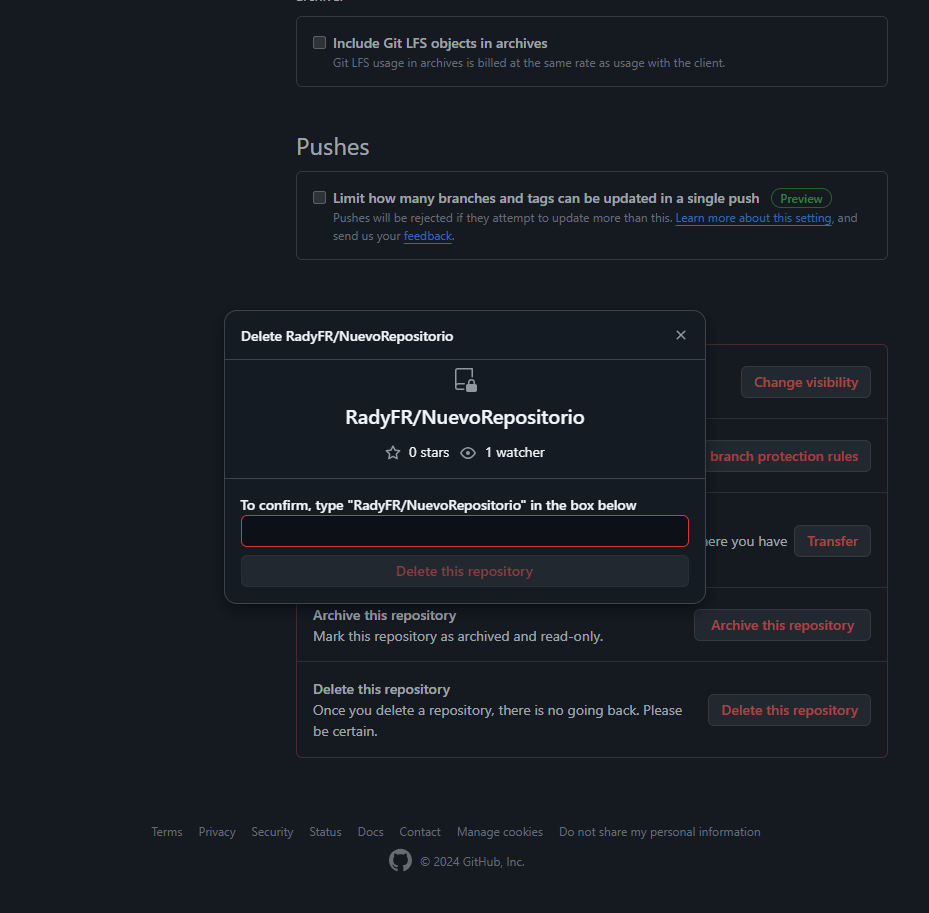 Include Git LFS objects in archives
Git LFS usage in archives is billed at the same rate as usage with the client.
Pushes
Limit how many branches and tags can be updated in a single push Preview
Pushes will be rejected if they attempt to update more than this. Learn more about this setting, and
send us your feedback.
Delete RadyFR/NuevoRepositorio
RadyFR/NuevoRepositorio
0 stars 1 watcher
To confirm, type "RadyFR/NuevoRepositorio" in the box below
Delete this repository
Change visibility
branch protection rules
here you have
Transfer
Archive this repository
Mark this repository as archived and read-only.
Archive this repository
Delete this repository
Once you delete a repository, there is no going back. Please
be certain.
Delete this repository
Terms Privacy Security Status Docs Contact Manage cookies Do not share my personal information
© 2024 GitHub, Inc.